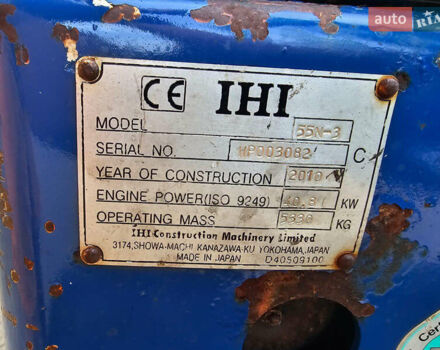 auto.RIA
CE IHI
MODEL 55N-3
SERIAL NO. WP003082 C
YEAR OF CONSTRUCTION 2010
ENGINE POWER(ISO 9249) KW
OPERATING MASS 5330 KG
IHI Construction Machinery Limited
3174,SHOWA-MACHI, KANAZAWA-KU YOKOHAMA,JAPAN
MADE IN JAPAN D40509100